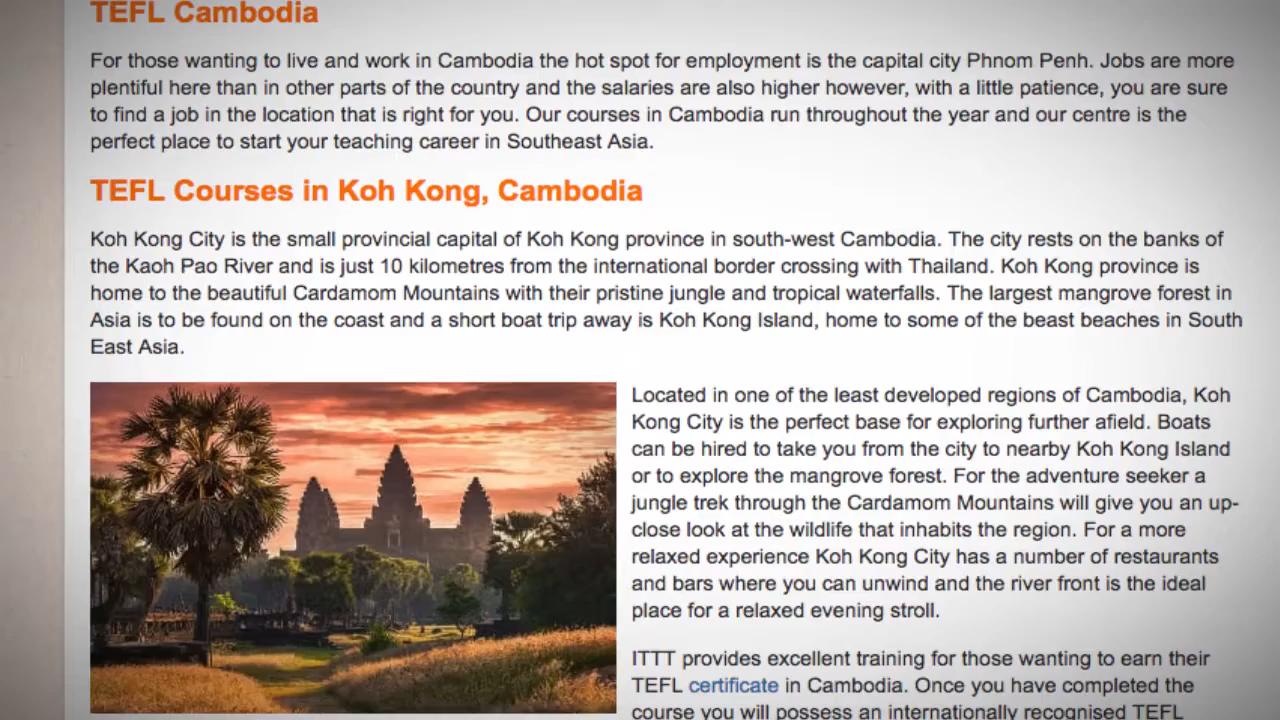 TEFL Cambodia
For those wanting to live and work in Cambodia the hot spot for employment is the capital city Phnom Penh. Jobs are more
plentiful here than in other parts of the country and the salaries are also higher however, with a little patience, you are sure
to find a job in the location that is right for you. Our courses in Cambodia run throughout the year and our centre is the
perfect place to start your teaching career in Southeast Asia.
TEFL Courses in Koh Kong, Cambodia
Koh Kong City is the small provincial capital of Koh Kong province in south-west Cambodia. The city rests on the banks of
the Kaoh Pao River and is just 10 kilometres from the international border crossing with Thailand. Koh Kong province is
home to the beautiful Cardamom Mountains with their pristine jungle and tropical waterfalls. The largest mangrove forest in
Asia is to be found on the coast and a short boat trip away is Koh Kong Island, home to some of the beast beaches in South
East Asia.
Located in one of the least developed regions of Cambodia, Koh
Kong City is the perfect base for exploring further afield. Boats
can be hired to take you from the city to nearby Koh Kong Island
or to explore the mangrove forest. For the adventure seeker a
jungle trek through the Cardamom Mountains will give you an up-
close look at the wildlife that inhabits the region. For a more
relaxed experience Koh Kong City has a number of restaurants
and bars where you can unwind and the river front is the ideal
place for a relaxed evening stroll.
ITTT provides excellent training for those wanting to earn their
TEFL certificate in Cambodia. Once you have completed the
course you will possess an internationally recognised TEFL